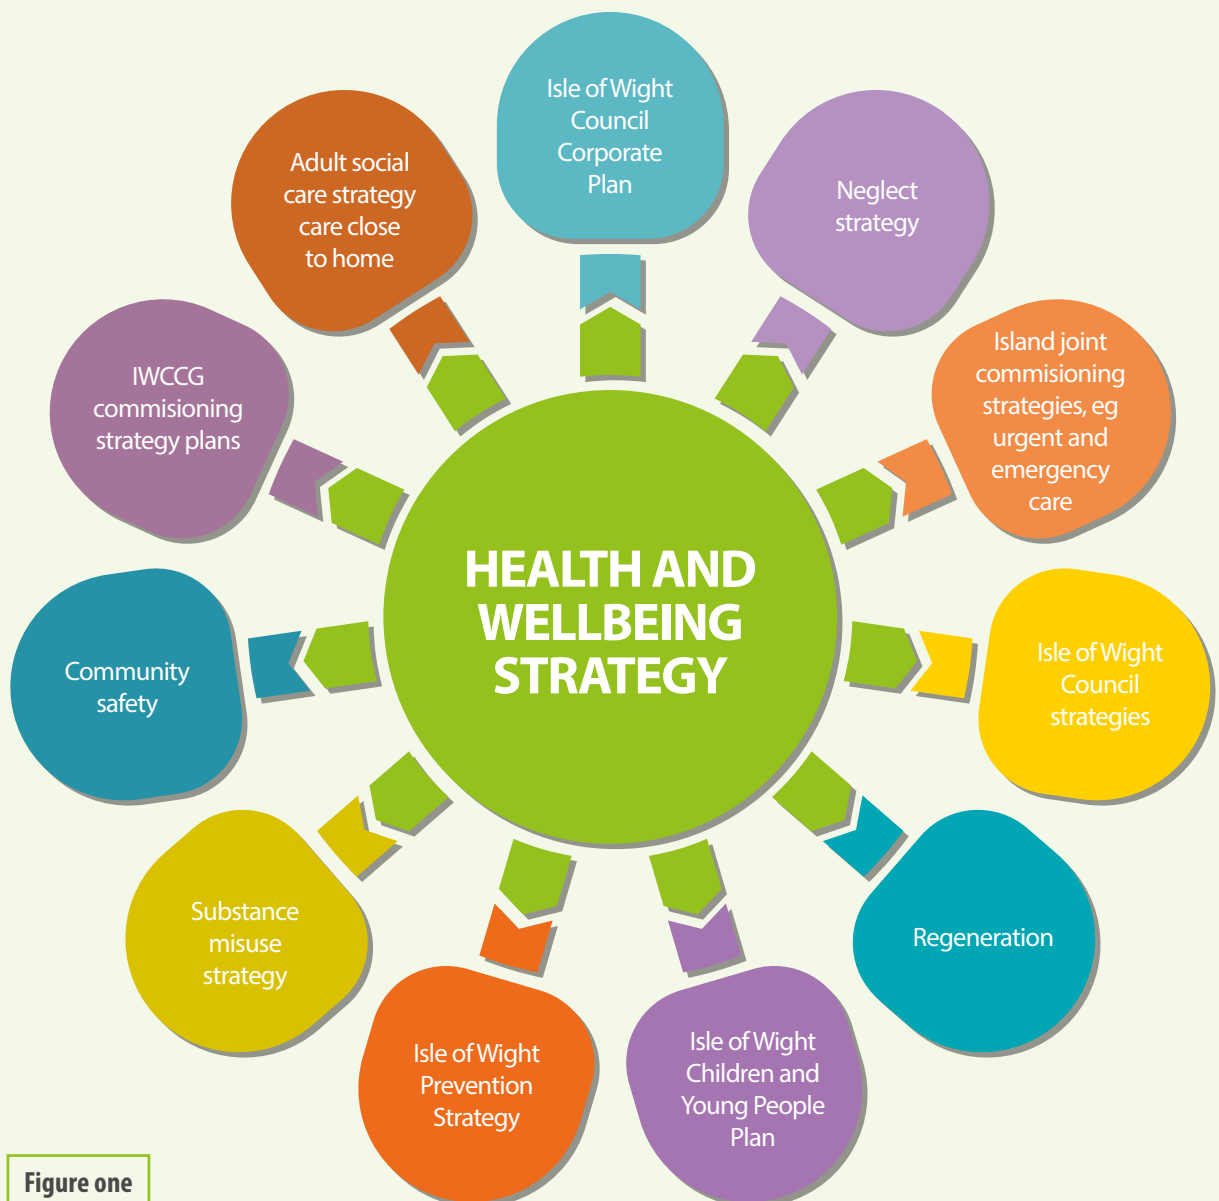 Isle of Wight
Council
Corporate
Plan
Neglect
strategy
Island joint
commisioning
strategies, eg
urgent and
emergency
care
Isle of Wight
Council
strategies
Regeneration
Isle of Wight
Children and
Young People
Plan
Isle of Wight
Prevention
Strategy
Substance
misuse
strategy
Community
safety
IWCCG
commisioning
strategy plans
Adult social
care strategy
care close
to home
HEALTH AND
WELLBEING
STRATEGY
Figure one